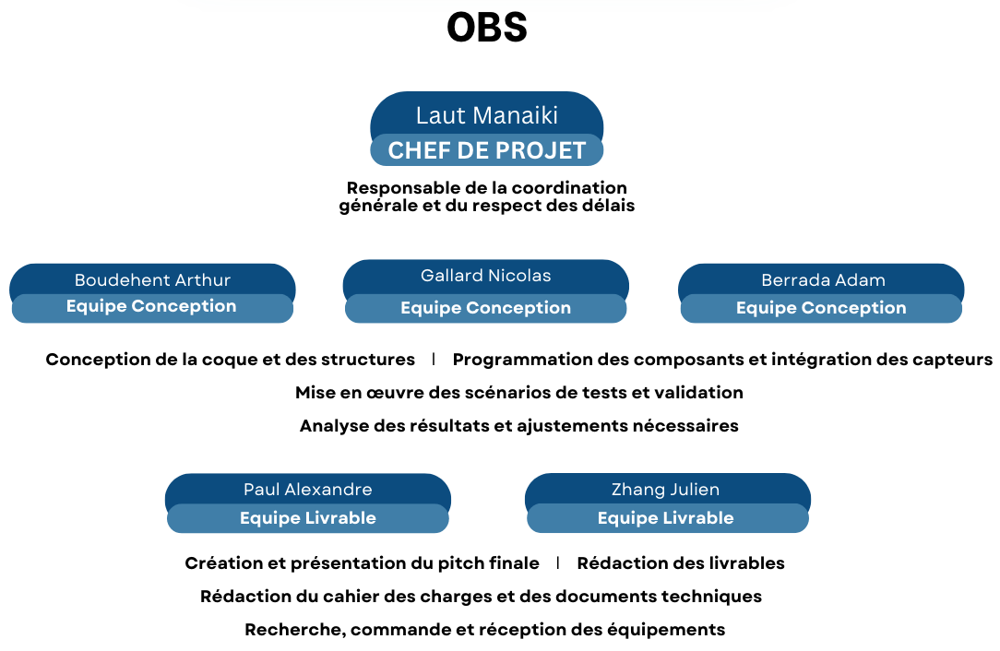 OBS
Laut Manaiki
CHEF DE PROJET
Responsable de la coordination
générale et du respect des délais
Boudehent Arthur
Equipe Conception
Gallard Nicolas
Equipe Conception
Berrada Adam
Equipe Conception
Conception de la coque et des structures | Programmation des composants et intégration des capteurs
Mise en œuvre des scénarios de tests et validation
Analyse des résultats et ajustements nécessaires
Paul Alexandre
Equipe Livrable
Zhang Julien
Equipe Livrable
Création et présentation du pitch finale | Rédaction des livrables
Rédaction du cahier des charges et des documents techniques
Recherche, commande et réception des équipements